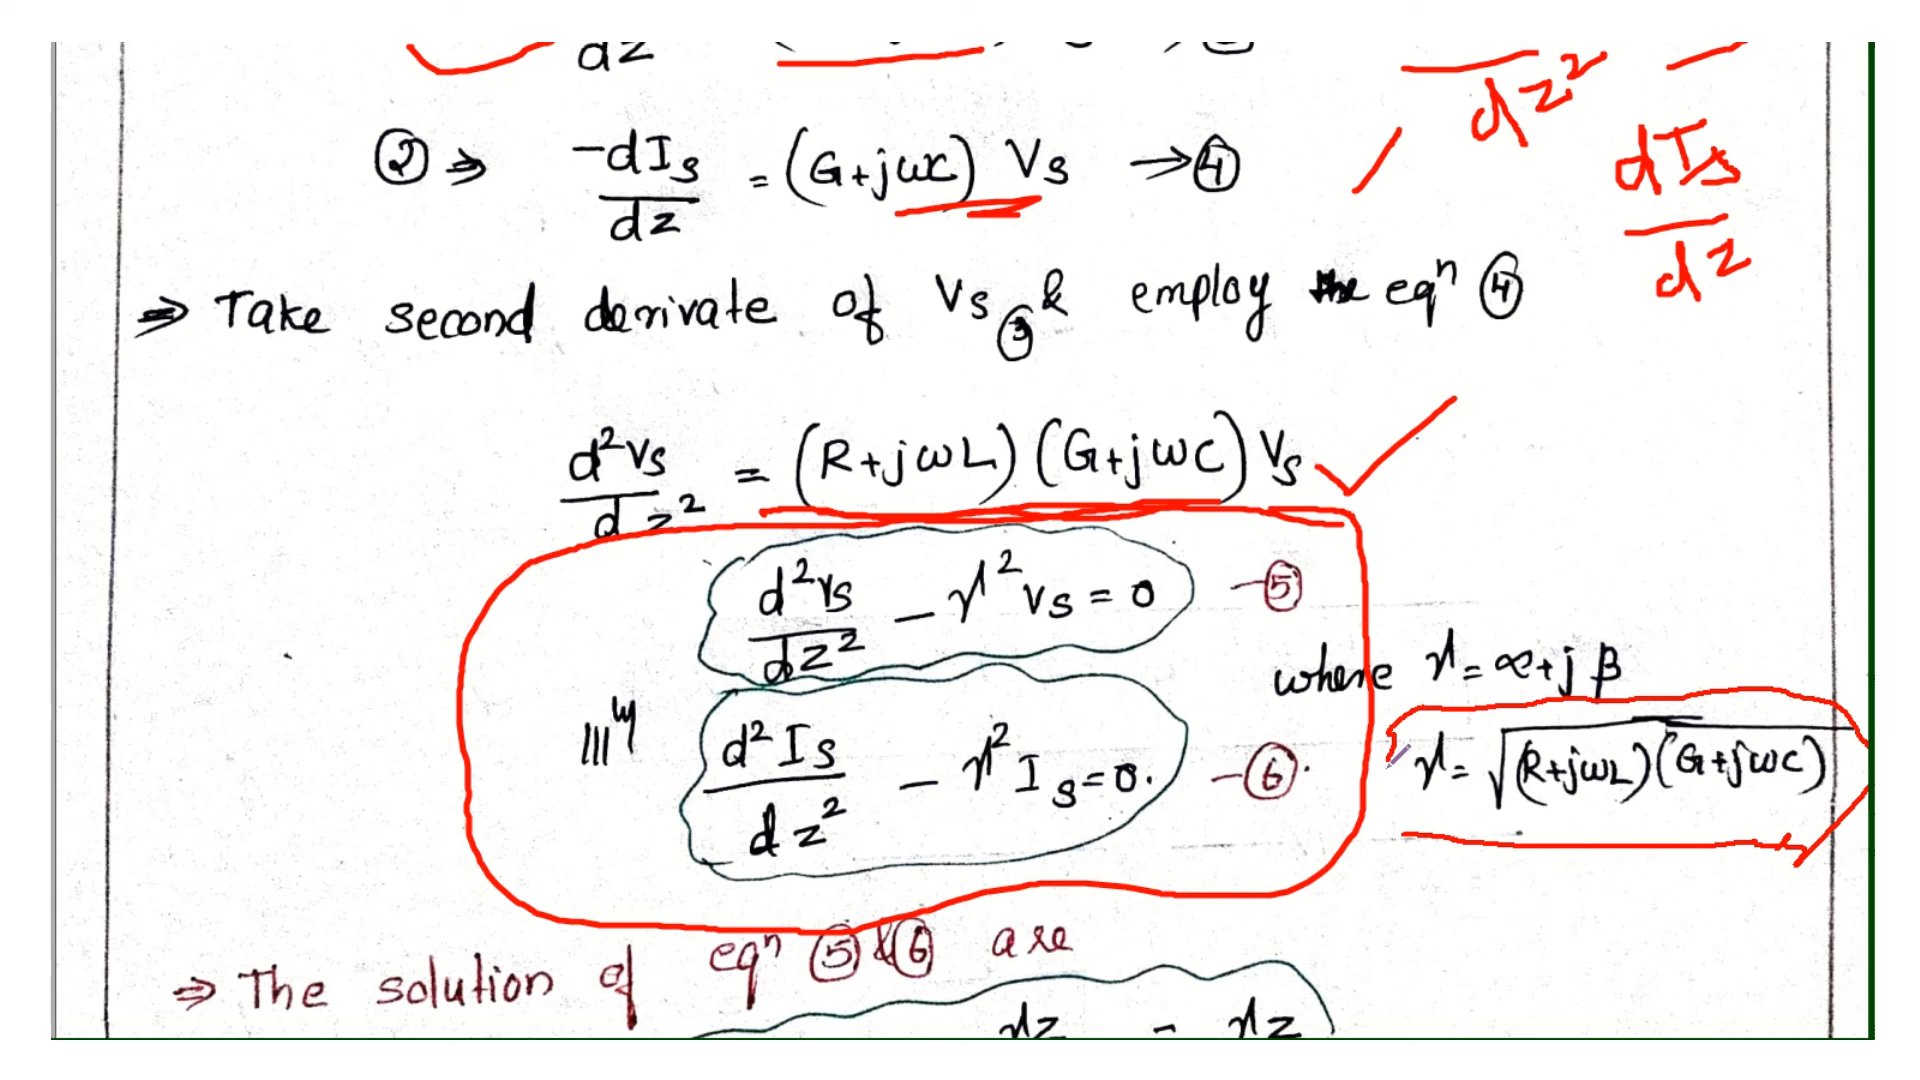 dz
dz²
② ⇒ -dIs/dz = (G+jωC) Vs → ④
dIs/dz
⇒ Take second derivate of Vs ③ & employ the eqⁿ ④
d²Vs/dz² = (R+jωL) (G+jωC) Vs
d²Vs/dz² - γ² Vs = 0 - ⑤
where γ = ∝ + j β
lllly d²Is/dz² - γ² Is = 0. - ⑥.
γ = √(R+jωL)(G+jωC)
⇒ The solution of eqⁿ ⑤ & ⑥ are
γz - γz